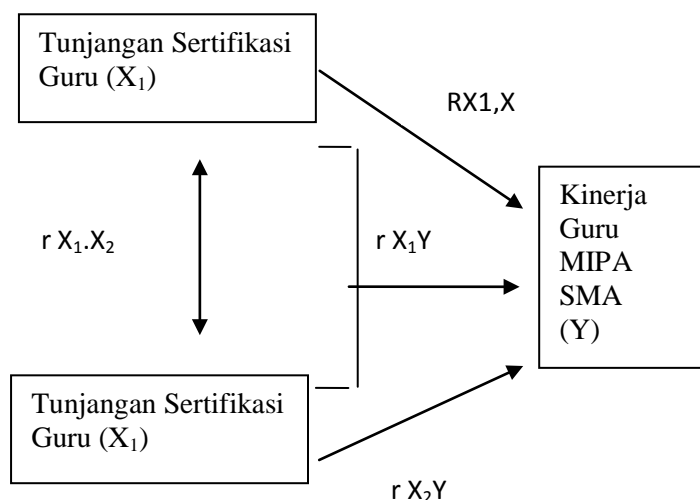 Tunjangan Sertifikasi
Guru (X₁)
RX1,X
r X₁.X₂
r X₁Y
Kinerja
Guru
MIPA
SMA
(Y)
Tunjangan Sertifikasi
Guru (X₁)
r X₂Y